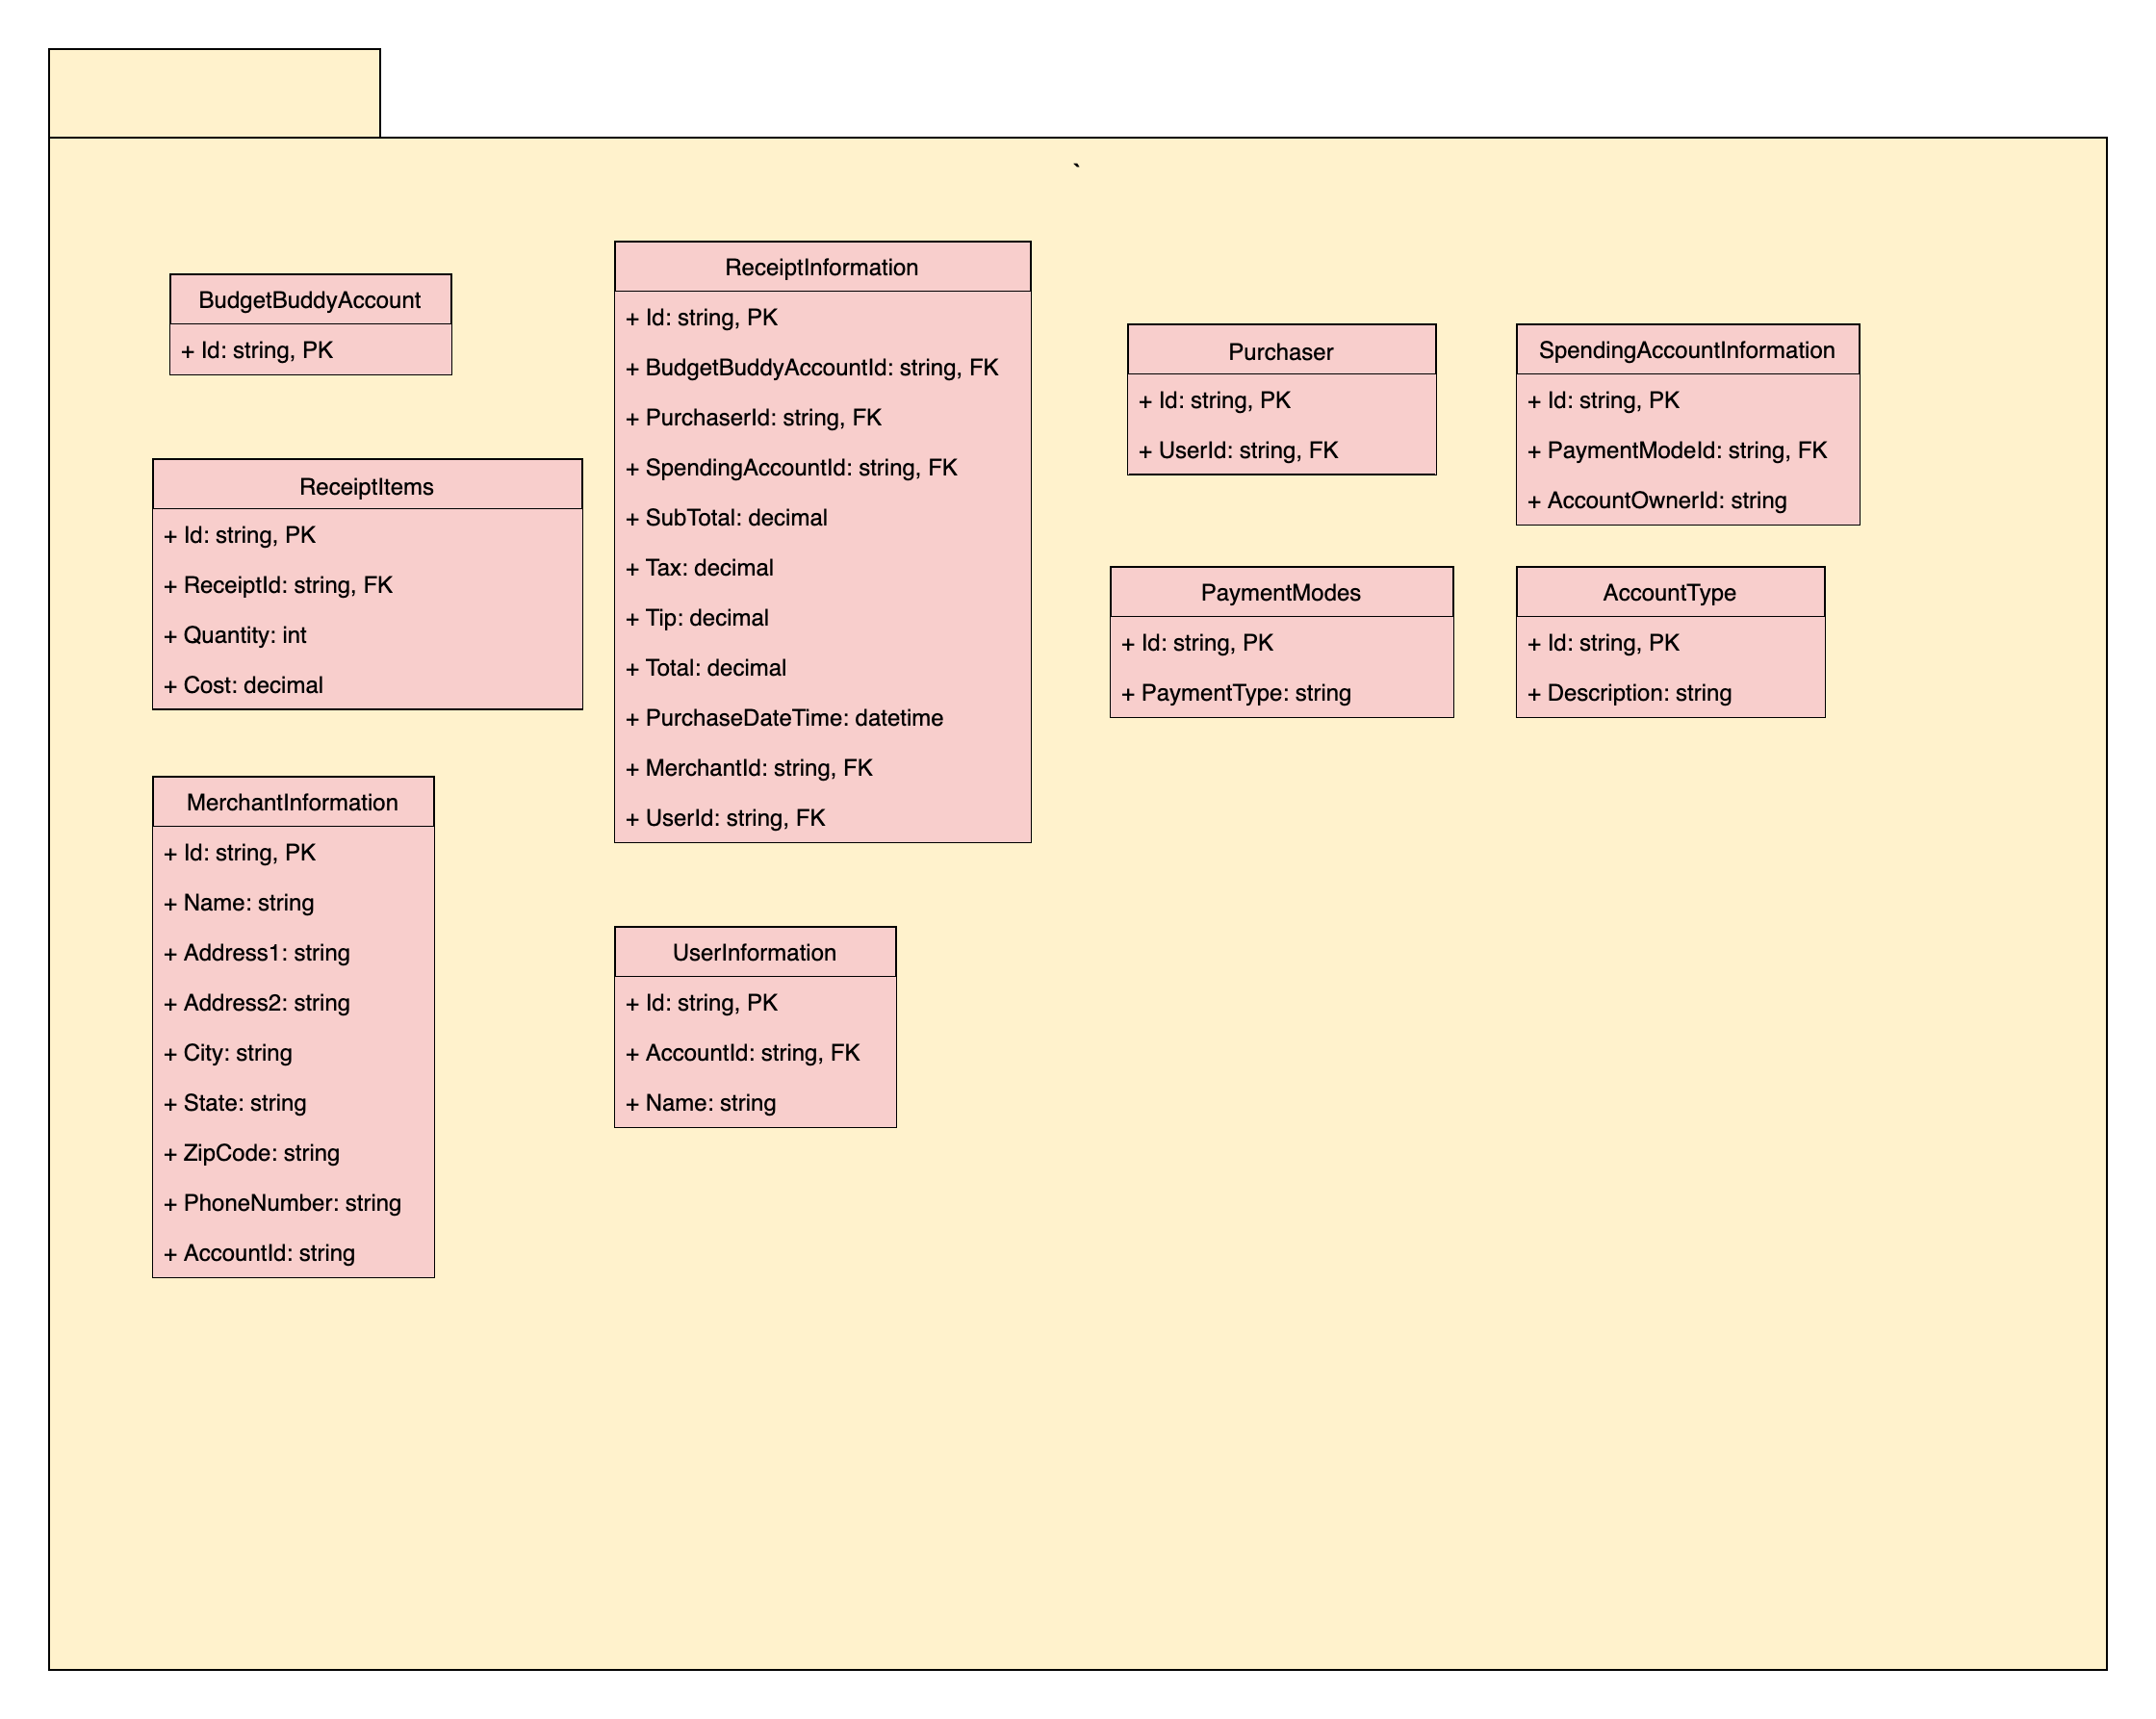 `
BudgetBuddyAccount
+ Id: string, PK
ReceiptItems
+ Id: string, PK
+ ReceiptId: string, FK
+ Quantity: int
+ Cost: decimal
MerchantInformation
+ Id: string, PK
+ Name: string
+ Address1: string
+ Address2: string
+ City: string
+ State: string
+ ZipCode: string
+ PhoneNumber: string
+ AccountId: string
ReceiptInformation
+ Id: string, PK
+ BudgetBuddyAccountId: string, FK
+ PurchaserId: string, FK
+ SpendingAccountId: string, FK
+ SubTotal: decimal
+ Tax: decimal
+ Tip: decimal
+ Total: decimal
+ PurchaseDateTime: datetime
+ MerchantId: string, FK
+ UserId: string, FK
UserInformation
+ Id: string, PK
+ AccountId: string, FK
+ Name: string
Purchaser
+ Id: string, PK
+ UserId: string, FK
PaymentModes
+ Id: string, PK
+ PaymentType: string
SpendingAccountInformation
+ Id: string, PK
+ PaymentModeId: string, FK
+ AccountOwnerId: string
AccountType
+ Id: string, PK
+ Description: string